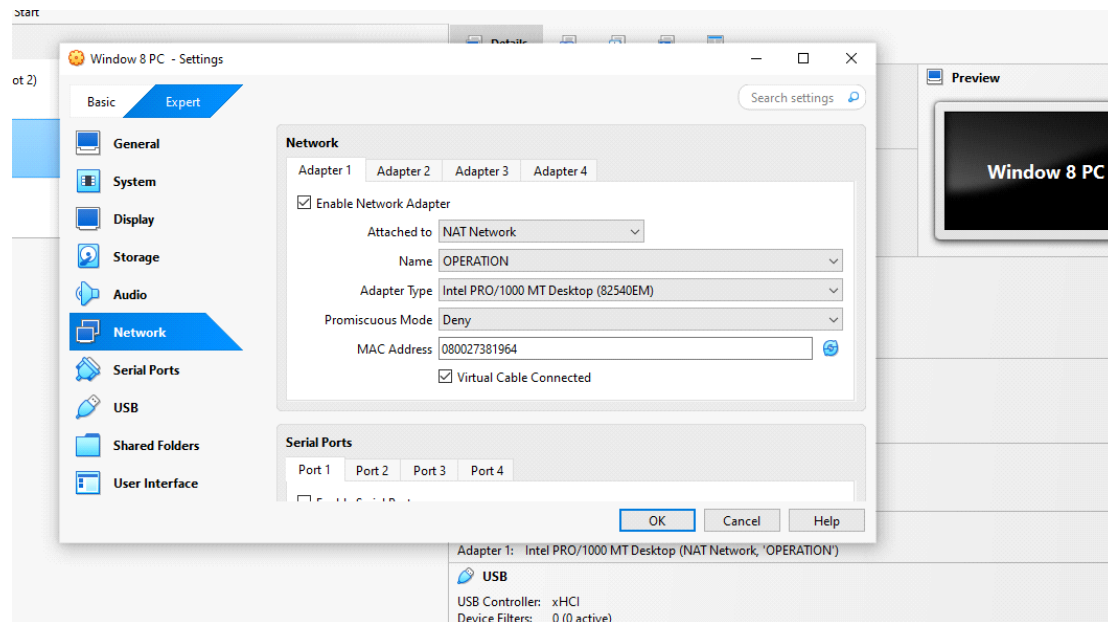 Start
Details
ot 2)
Window 8 PC - Settings
Basic
Expert
Search settings
Preview
Window 8 PC
General
System
Display
Storage
Audio
Network
Serial Ports
USB
Shared Folders
User Interface
Network
Adapter 1 Adapter 2 Adapter 3 Adapter 4
Enable Network Adapter
Attached to NAT Network
Name OPERATION
Adapter Type Intel PRO/1000 MT Desktop (82540EM)
Promiscuous Mode Deny
MAC Address 080027381964
Virtual Cable Connected
Serial Ports
Port 1 Port 2 Port 3 Port 4
Enable Serial Port
OK Cancel Help
Adapter 1: Intel PRO/1000 MT Desktop (NAT Network, 'OPERATION')
USB
USB Controller: xHCI
Device Filters: 0 (0 active)